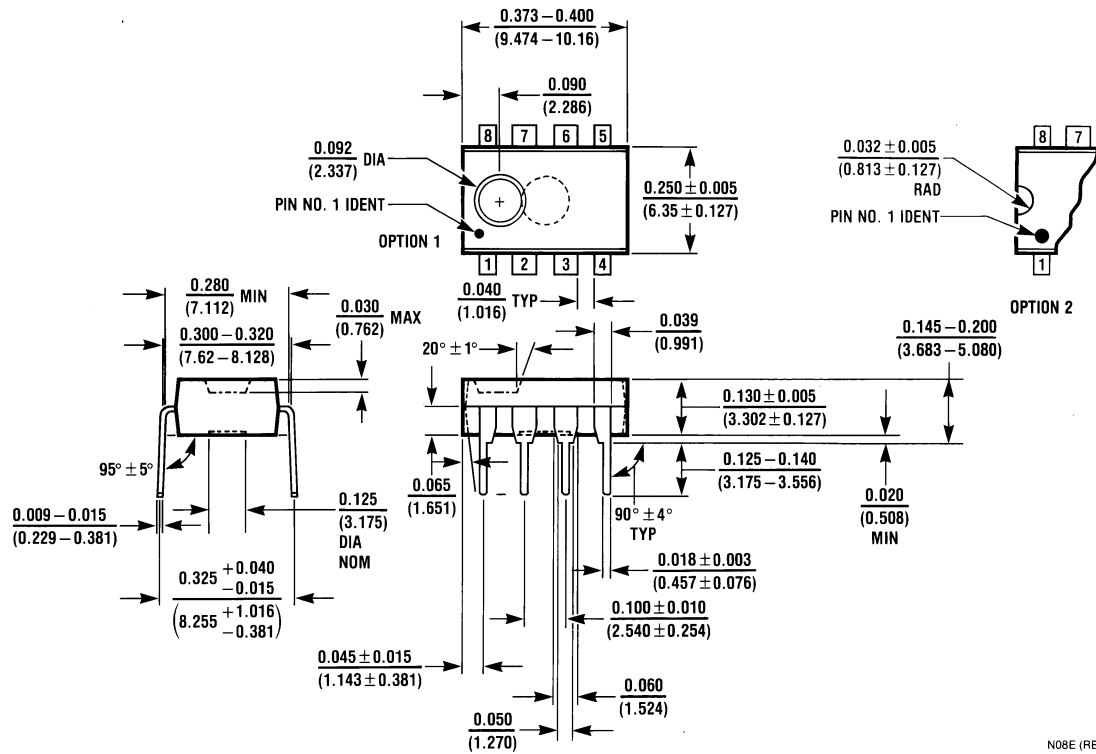 0.373 – 0.400
(9.474 – 10.16)
0.090
(2.286)
8 7 6 5
0.092 DIA
(2.337)
PIN NO. 1 IDENT
OPTION 1
0.250 ± 0.005
(6.35 ± 0.127)
1 2 3 4
0.032 ± 0.005
(0.813 ± 0.127)
RAD
PIN NO. 1 IDENT
8 7
1
OPTION 2
0.280 MIN
(7.112)
0.300 – 0.320
(7.62 – 8.128)
0.030 MAX
(0.762)
0.040 TYP
(1.016)
20° ± 1°
0.039
(0.991)
0.145 – 0.200
(3.683 – 5.080)
0.130 ± 0.005
(3.302 ± 0.127)
0.125 – 0.140
(3.175 – 3.556)
0.020
(0.508)
MIN
95° ± 5°
0.065
(1.651)
90° ± 4°
TYP
0.009 – 0.015
(0.229 – 0.381)
0.125
(3.175)
DIA
NOM
0.018 ± 0.003
(0.457 ± 0.076)
0.325 +0.040 −0.015
(8.255 +1.016 −0.381)
0.100 ± 0.010
(2.540 ± 0.254)
0.045 ± 0.015
(1.143 ± 0.381)
0.060
(1.524)
0.050
(1.270)
N08E